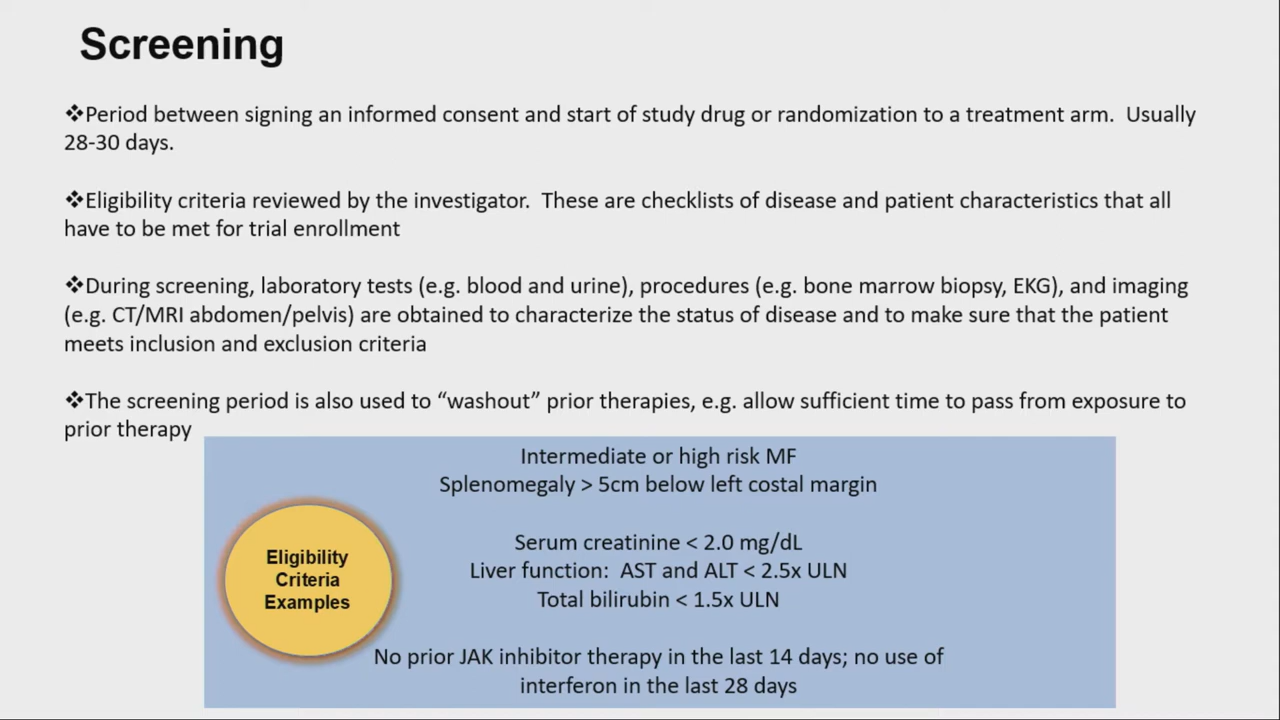 Screening
❖Period between signing an informed consent and start of study drug or randomization to a treatment arm.  Usually
28-30 days.
❖Eligibility criteria reviewed by the investigator.  These are checklists of disease and patient characteristics that all
have to be met for trial enrollment
❖During screening, laboratory tests (e.g. blood and urine), procedures (e.g. bone marrow biopsy, EKG), and imaging
(e.g. CT/MRI abdomen/pelvis) are obtained to characterize the status of disease and to make sure that the patient
meets inclusion and exclusion criteria
❖The screening period is also used to “washout” prior therapies, e.g. allow sufficient time to pass from exposure to
prior therapy
Eligibility
Criteria
Examples
Intermediate or high risk MF
Splenomegaly > 5cm below left costal margin
Serum creatinine < 2.0 mg/dL
Liver function:  AST and ALT < 2.5x ULN
Total bilirubin < 1.5x ULN
No prior JAK inhibitor therapy in the last 14 days; no use of
interferon in the last 28 days